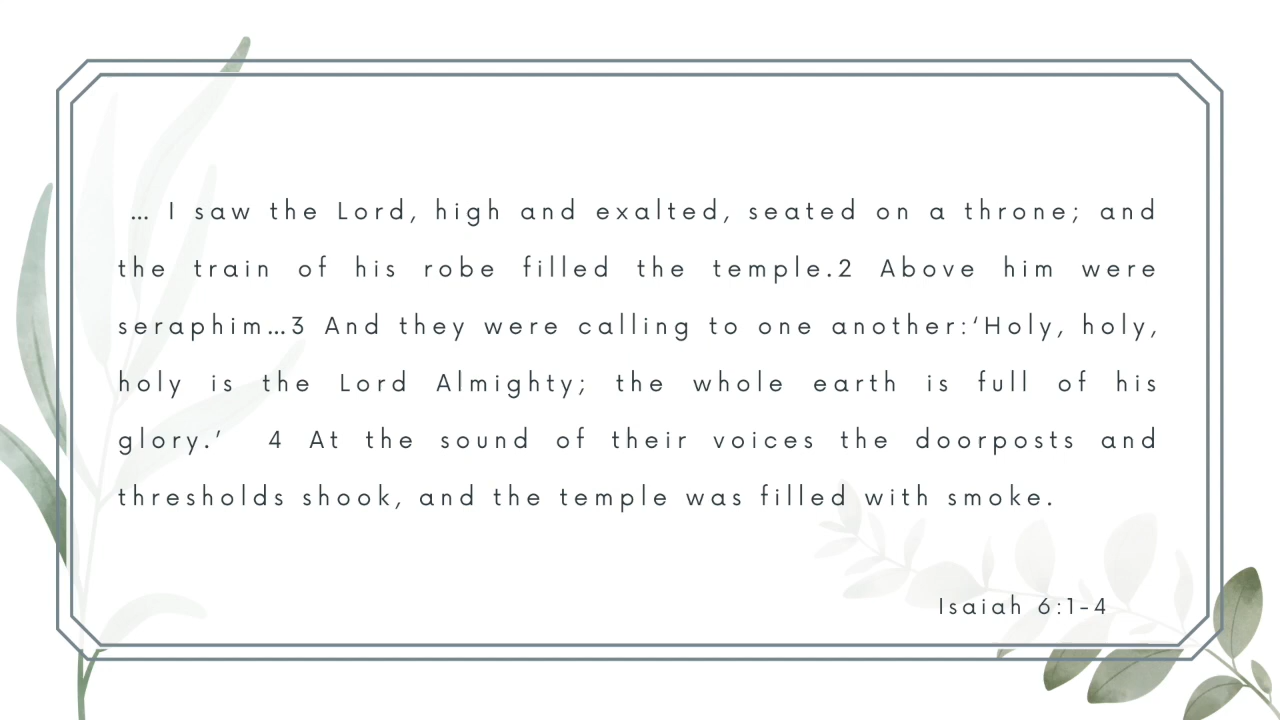 … I saw the Lord, high and exalted, seated on a throne; and
the train of his robe filled the temple.2 Above him were
seraphim…3 And they were calling to one another:‘Holy, holy,
holy is the Lord Almighty; the whole earth is full of his
glory.’ 4 At the sound of their voices the doorposts and
thresholds shook, and the temple was filled with smoke.
Isaiah 6:1-4